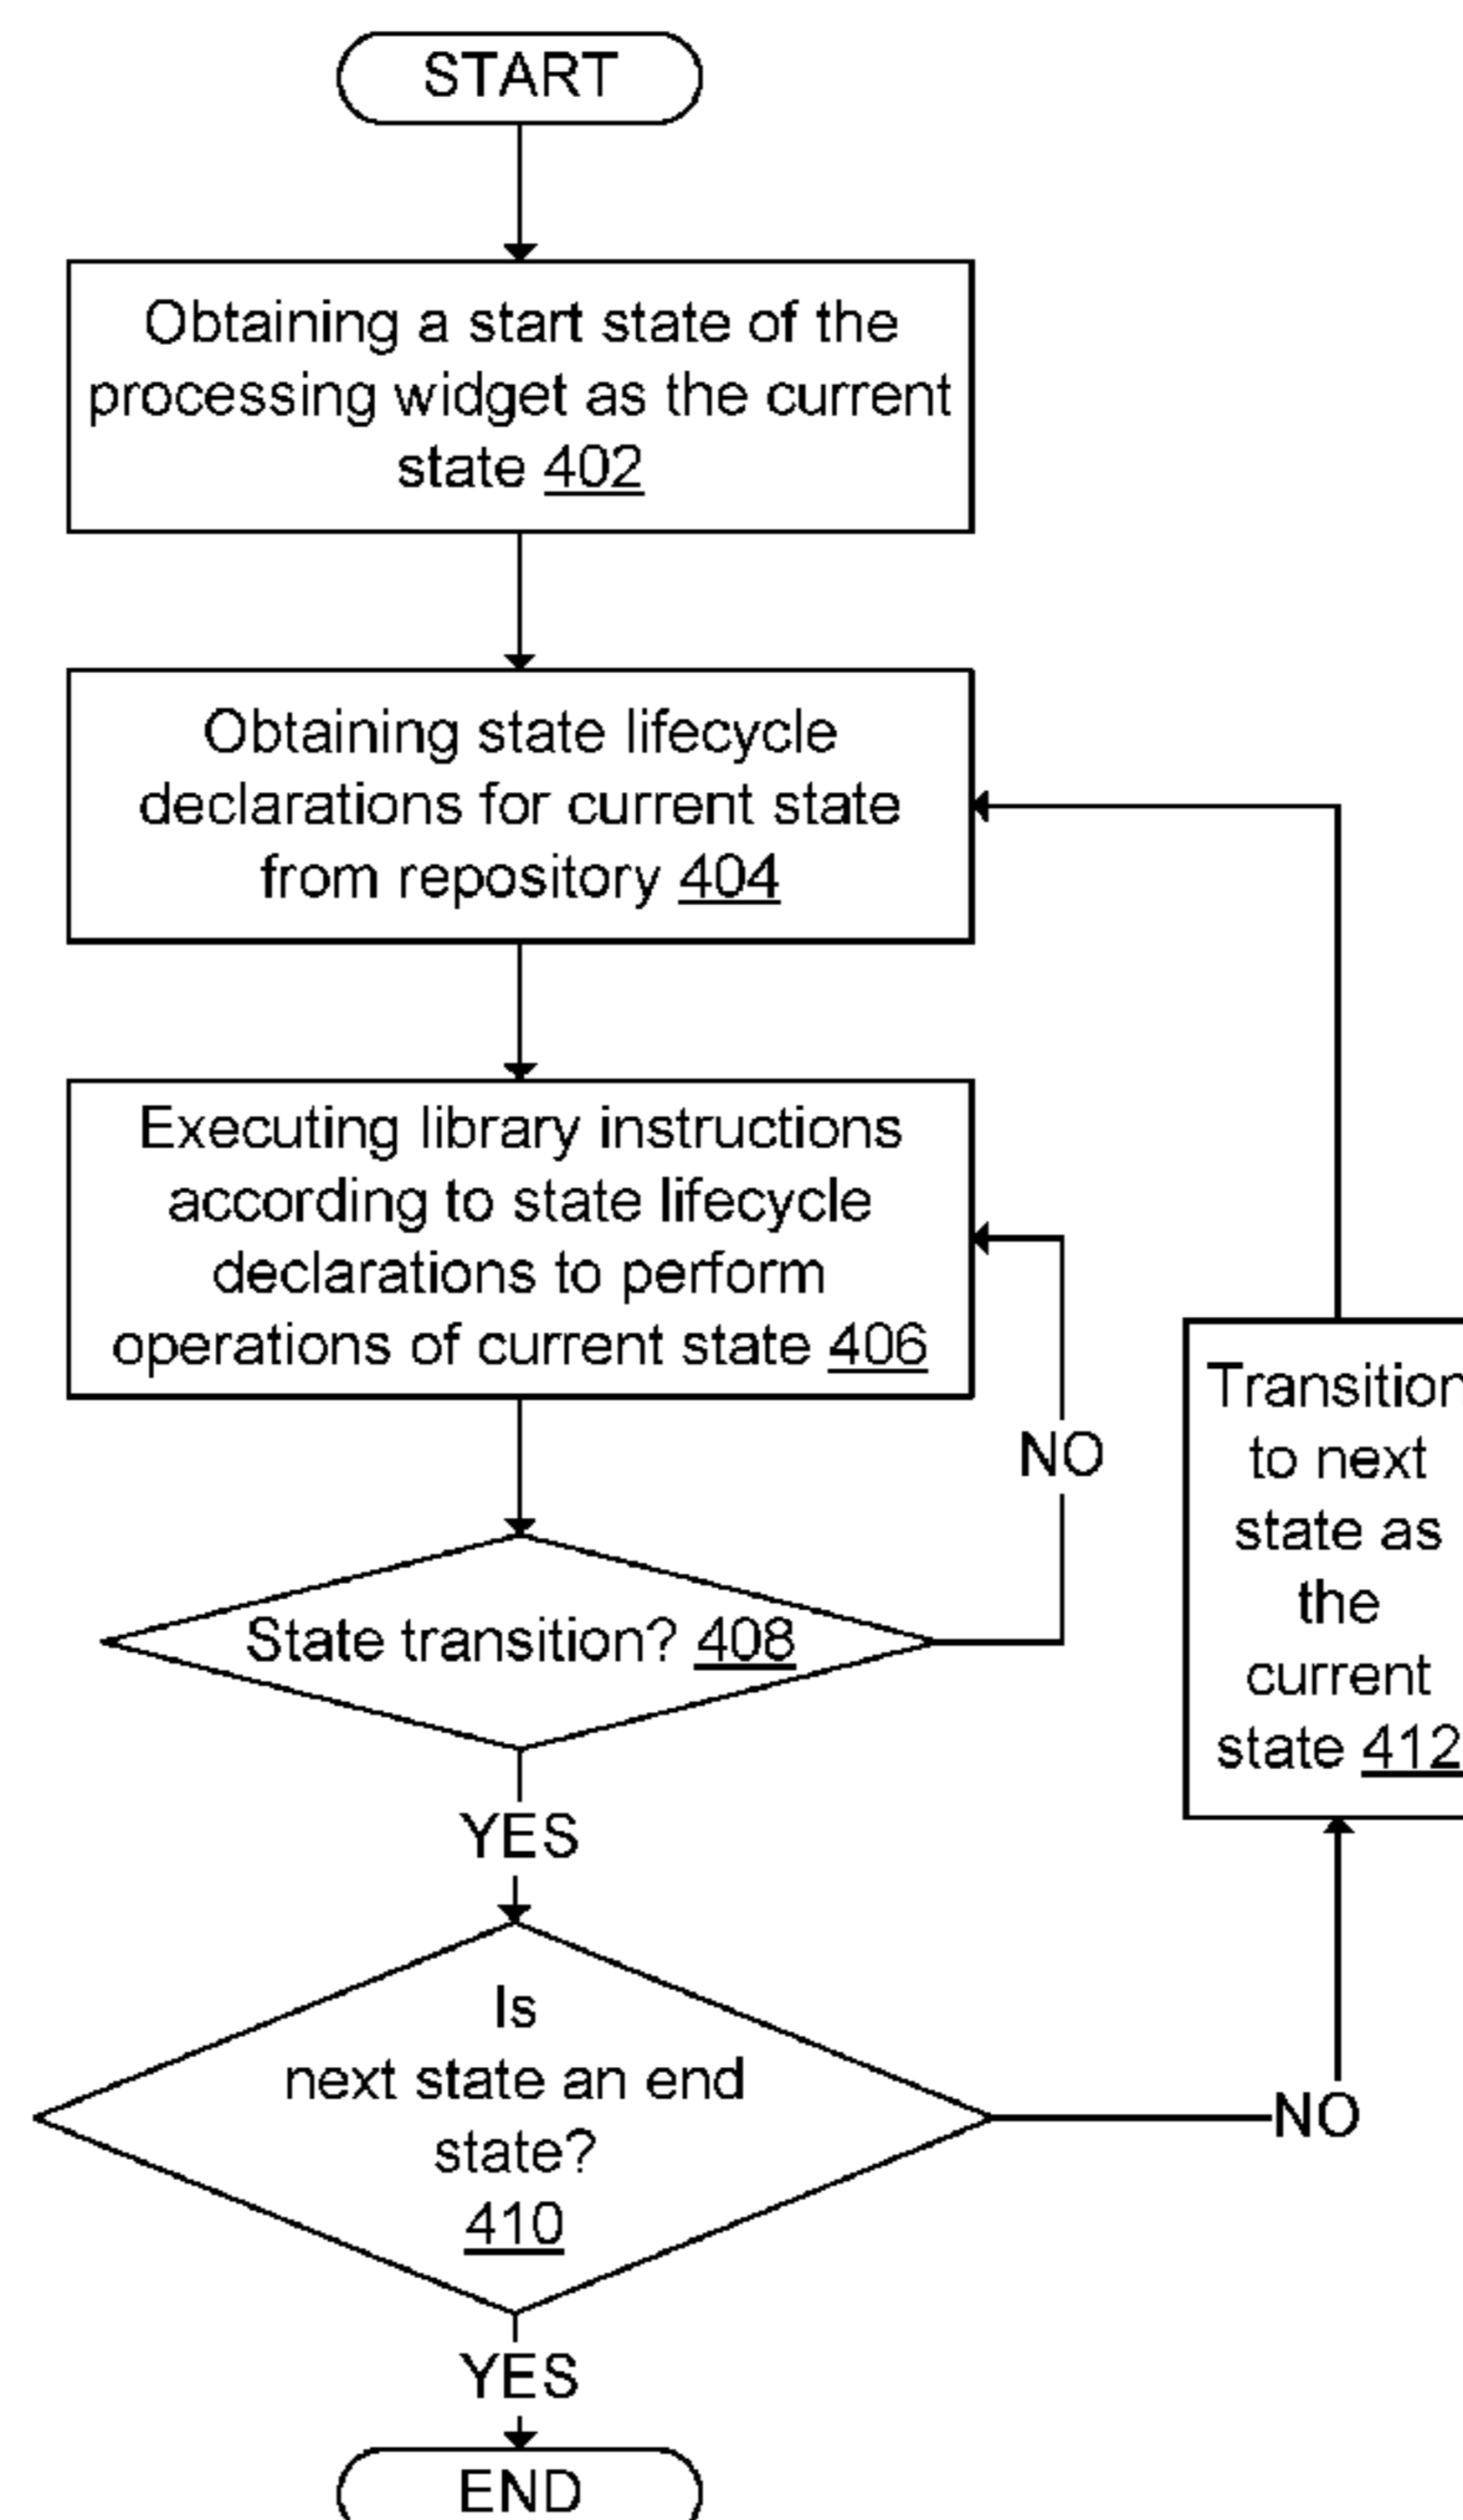 START
Obtaining a start state of the
processing widget as the current
state 402
Obtaining state lifecycle
declarations for current state
from repository 404
Executing library instructions
according to state lifecycle
declarations to perform
operations of current state 406
NO
State transition? 408
YES
Transition
to next
state as
the
current
state 412
Is
next state an end
state?
410
NO
YES
END